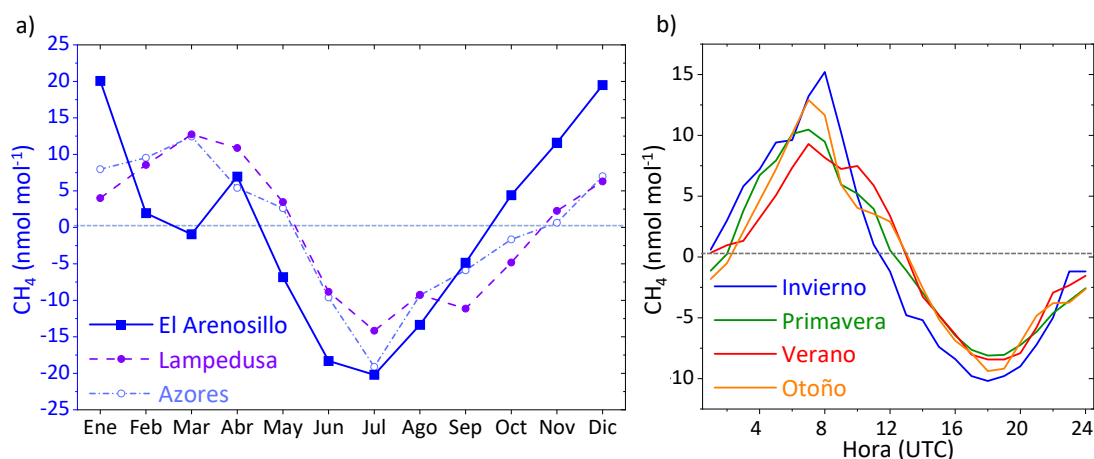 a)
CH4 (nmol mol-1)
25
20
15
10
5
0
-5
-10
-15
-20
-25
El Arenosillo
Lampedusa
Azores
Ene Feb Mar Abr May Jun Jul Ago Sep Oct Nov Dic
b)
CH4 (nmol mol-1)
15
10
5
0
-5
-10
Invierno
Primavera
Verano
Otoño
4 8 12 16 20 24
Hora (UTC)